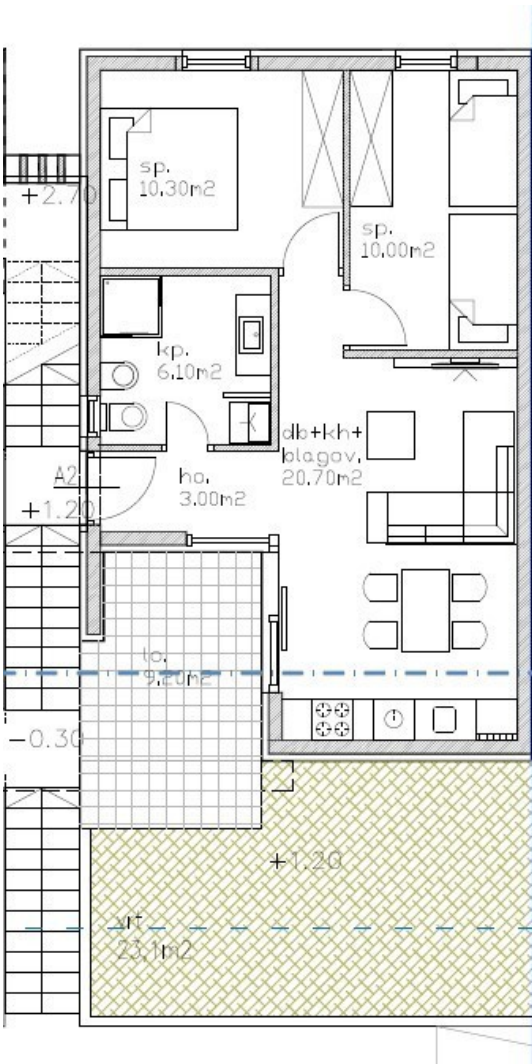 sp.
10.30m2
+2.70
sp.
10.00m2
kp.
6.10m2
db+kh+
blagov.
20.70m2
A2
ho.
3.00m2
+1.20
lo.
9.20m2
-0.30
+1.20
vrt
23,1m2